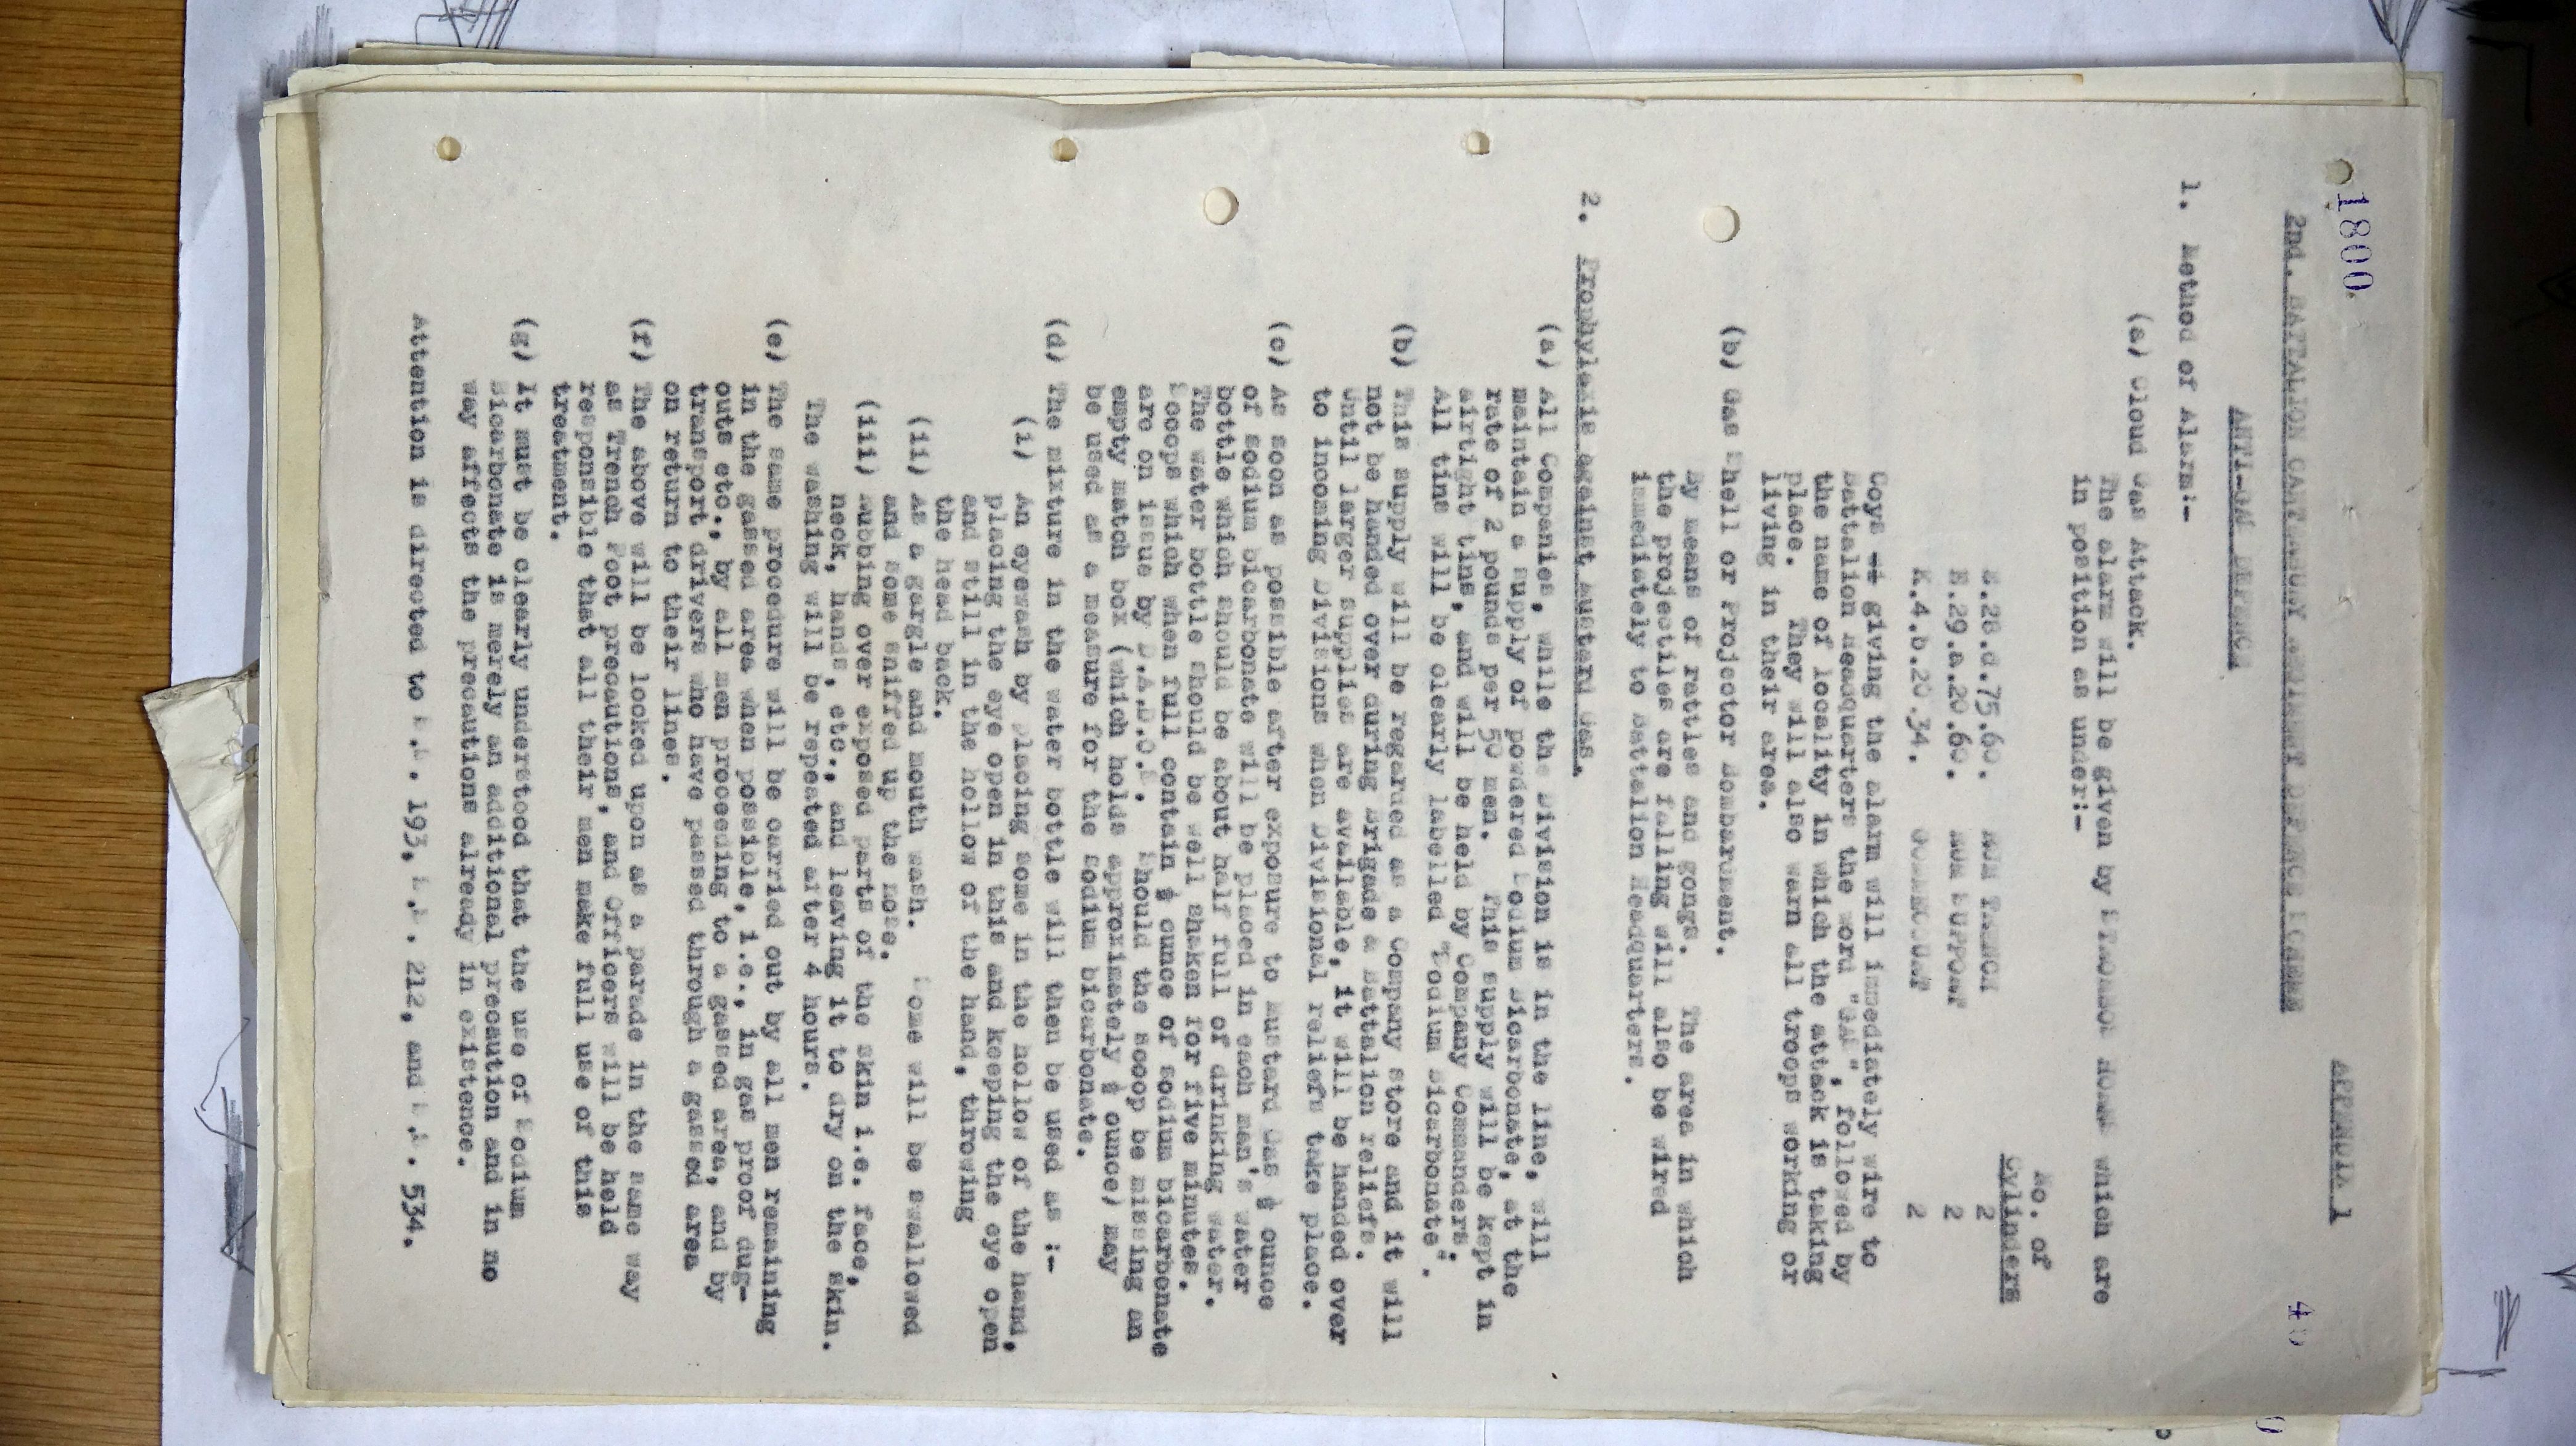 1800.
APPENDIX 1
40
2nd. BATTALION CANTERBURY REGIMENT DEFENCE SCHEME
ANTI-GAS DEFENCE
1. Method of Alarm:-
(a) Cloud Gas Attack.
The alarm will be given by STROMBOS HORNS which are
in position as under:-
No. of
Cylinders
.28.d.75.60. TRENCH 2
.29.a.20.60. SUPPORT 2
K.4.b.20.34. 2
Coys giving the alarm will immediately wire to
Battalion Headquarters the word "GAS", followed by
the name of locality in which the attack is taking
place. They will also warn all troops working or
living in their area.
(b) Gas Shell or Projector Bombardment.
By means of rattles and gongs. The area in which
the projectiles are falling will also be wired
immediately to Battalion Headquarters.
2. Prophylaxis against Mustard Gas.
(a) All Companies, while the Division is in the line, will
maintain a supply of powdered Sodium Bicarbonate, at the
rate of 2 pounds per 50 men. This supply will be kept in
airtight tins, and will be held by Company Commanders.
All tins will be clearly labelled "Sodium Bicarbonate".
(b) This supply will be regarded as a Company store and it will
not be handed over during Brigade & Battalion reliefs.
Until larger supplies are available, it will be handed over
to incoming Divisions when Divisional reliefs take place.
(c) As soon as possible after exposure to Mustard Gas ounce
of sodium bicarbonate will be placed in each man's water
bottle which should be about half full of drinking water.
The water bottle should be well shaken for five minutes.
Scoops which when full contain ounce of sodium bicarbonate
are on issue by D.A.D.O.S. Should the scoop be missing an
empty match box (which holds approximately ounce) may
be used as a measure for the sodium bicarbonate.
(d) The mixture in the water bottle will then be used as :-
(i) An eyewash by placing some in the hollow of the hand,
placing the eye open in this and keeping the eye open
and still in the hollow of the hand, throwing
the head back.
(ii) As a gargle and mouth wash. Some will be swallowed
and some sniffed up the nose.
(iii) Rubbing over exposed parts of the skin i.e. face,
neck, hands, etc., and leaving it to dry on the skin.
The washing will be repeated after 4 hours.
(e) The same procedure will be carried out by all men remaining
in the gassed area when possible, i.e., in gas proof dug-
outs etc., by all men proceeding to a gassed area, and by
transport drivers who have passed through a gassed area
on return to their lines.
(f) The above will be looked upon as a parade in the same way
as Trench Foot precautions, and Officers will be held
responsible that all their men make full use of this
treatment.
(g) It must be clearly understood that the use of Sodium
Bicarbonate is merely an additional precaution and in no
way affects the precautions already in existence.
Attention is directed to 193, 212, and 534.